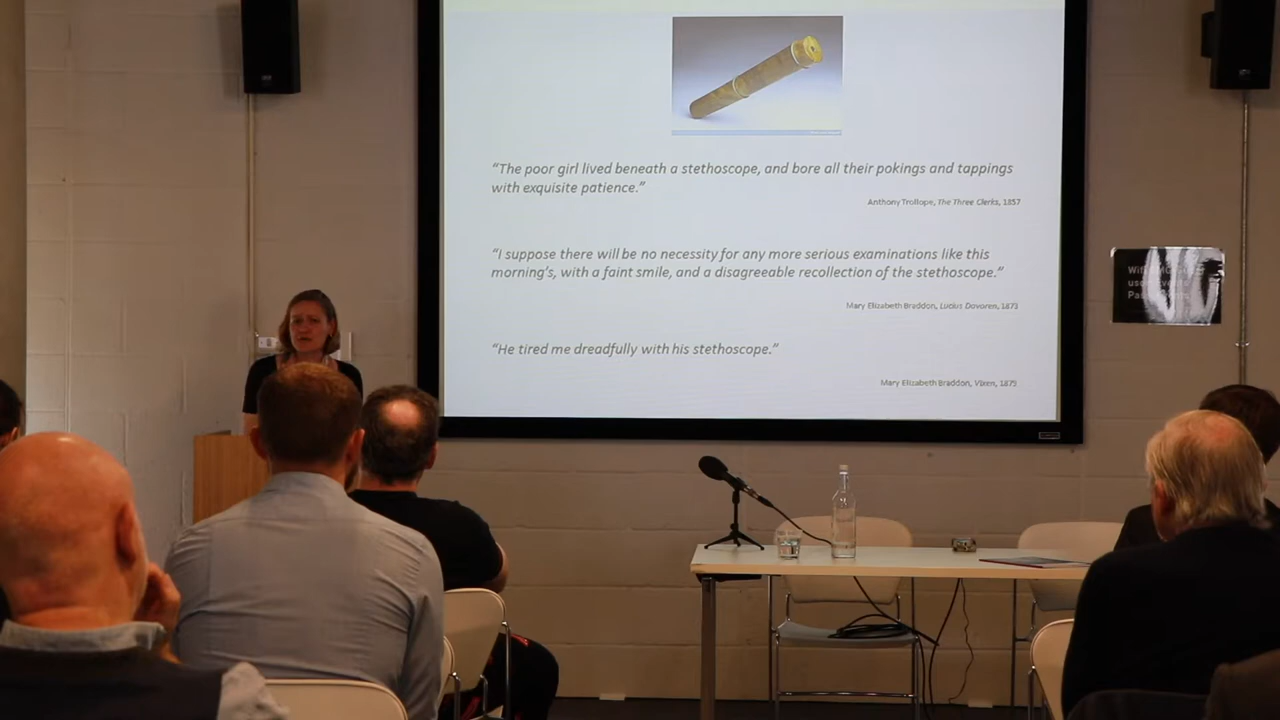 “The poor girl lived beneath a stethoscope, and bore all their pokings and tappings
with exquisite patience.”
Anthony Trollope, The Three Clerks, 1857
“I suppose there will be no necessity for any more serious examinations like this
morning’s, with a faint smile, and a disagreeable recollection of the stethoscope.”
Mary Elizabeth Braddon, Lucius Davoren, 1873
“He tired me dreadfully with his stethoscope.”
Mary Elizabeth Braddon, Vixen, 1879